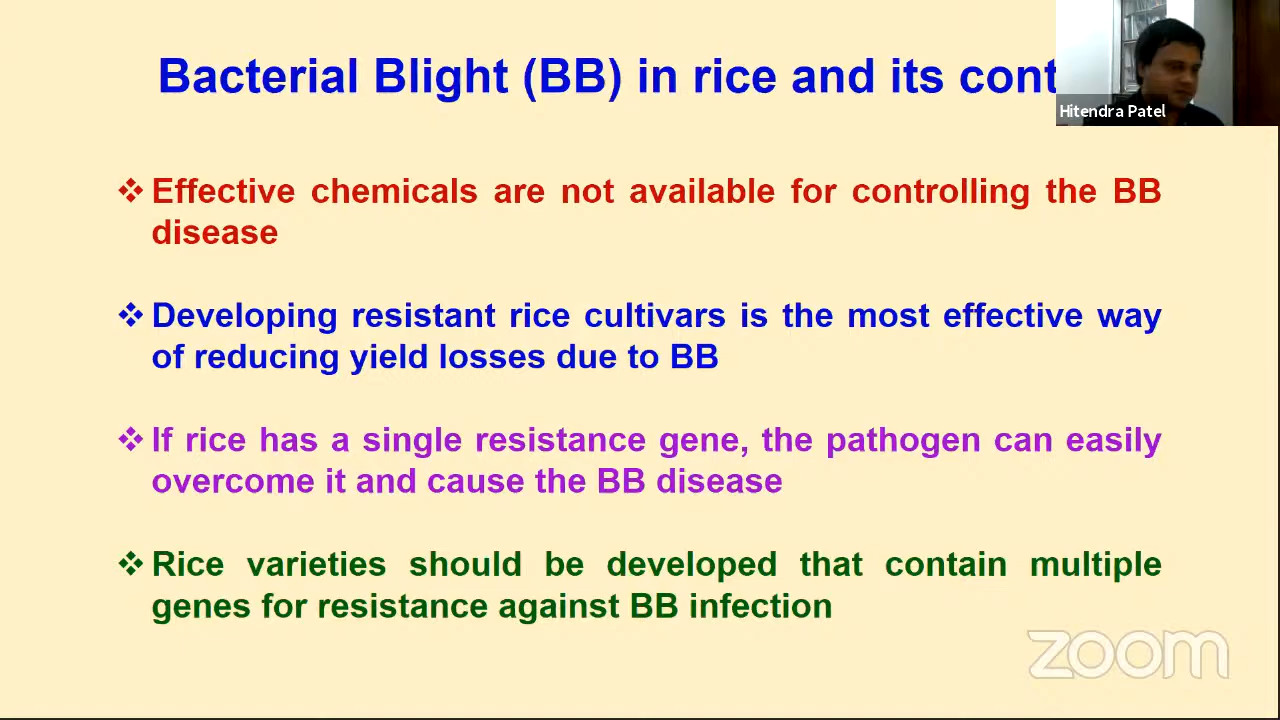 Bacterial Blight (BB) in rice and its cont
Hitendra Patel
❖ Effective chemicals are not available for controlling the BB
disease
❖ Developing resistant rice cultivars is the most effective way
of reducing yield losses due to BB
❖ If rice has a single resistance gene, the pathogen can easily
overcome it and cause the BB disease
❖ Rice varieties should be developed that contain multiple
genes for resistance against BB infection
zoom